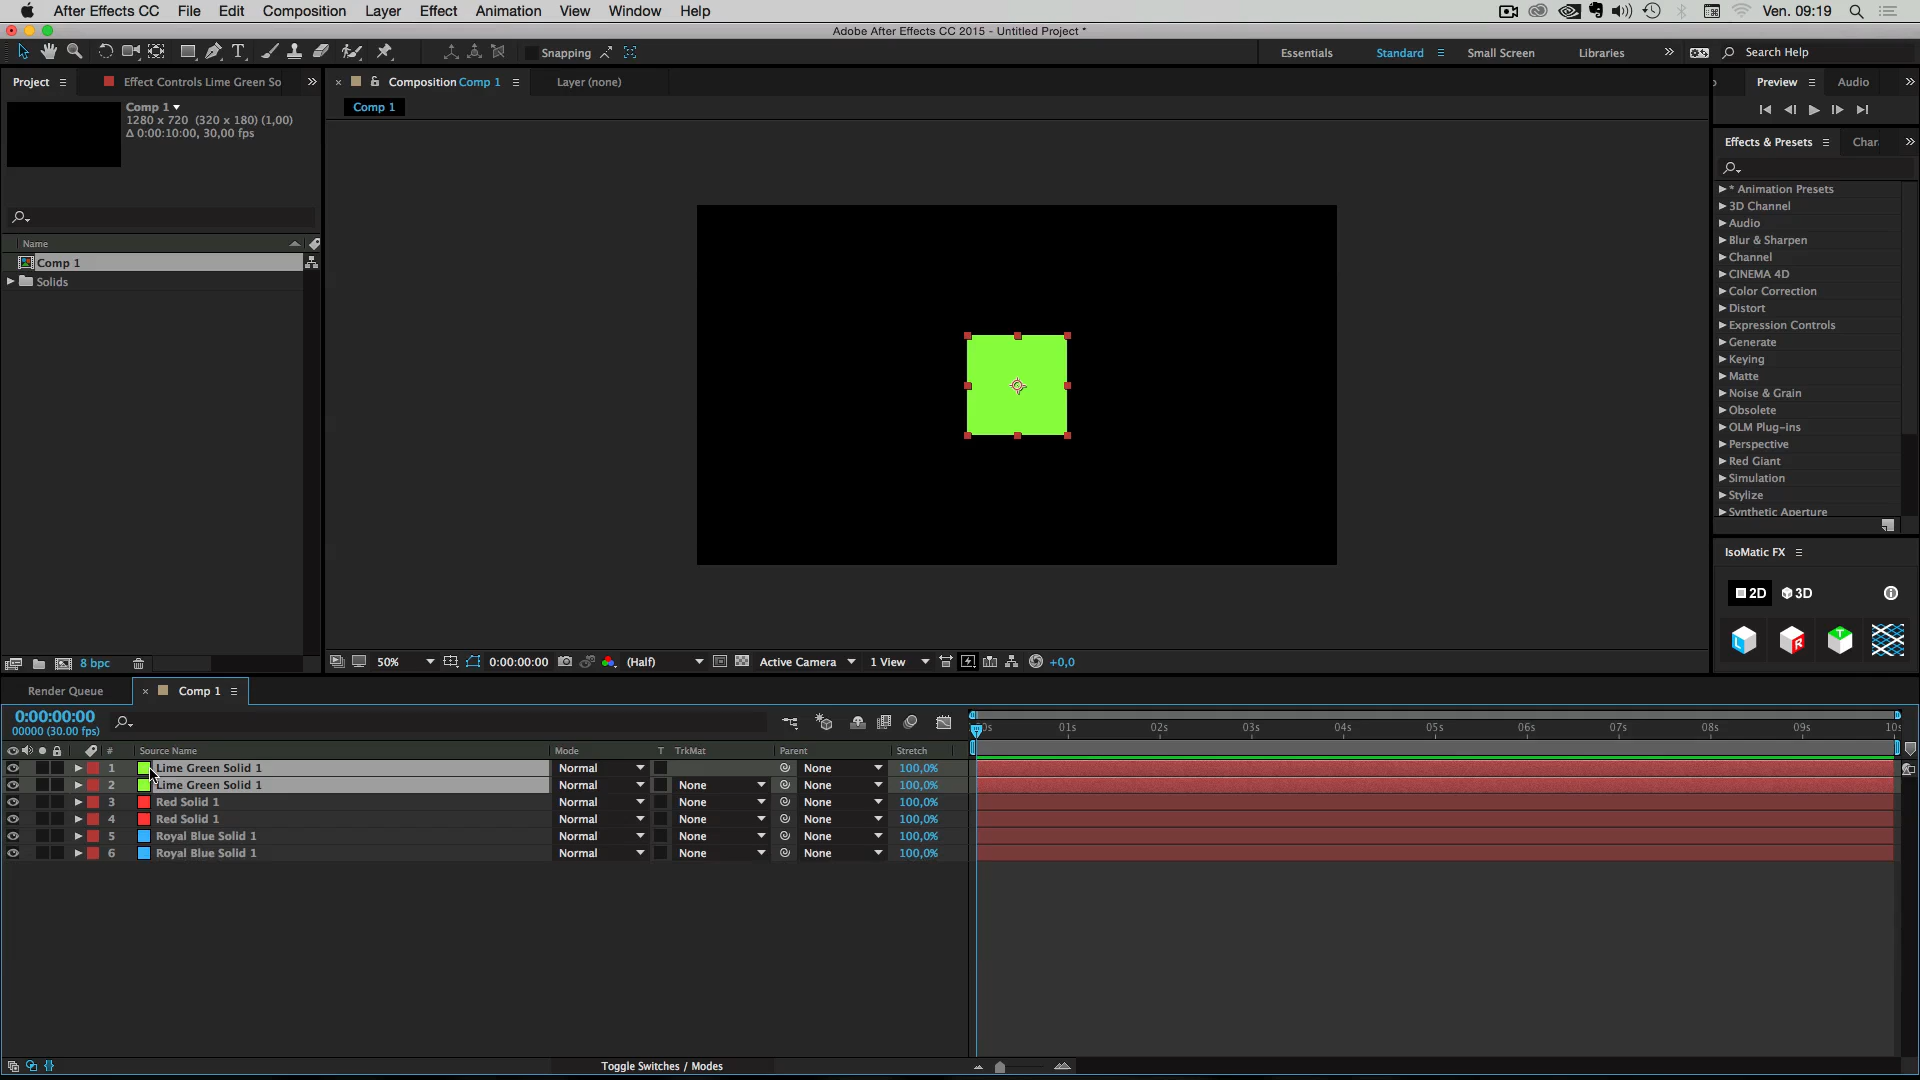 After Effects CC File Edit Composition Layer Effect Animation View Window Help Ven. 09:19
Adobe After Effects CC 2015 - Untitled Project *
Snapping Essentials Standard Small Screen Libraries Search Help
Project Effect Controls Lime Green So
Composition Comp 1 Layer (none)
Preview Audio
Comp 1
Comp 1
1280 x 720 (320 x 180) (1,00)
Δ 0:00:10:00, 30,00 fps
Name
Comp 1
Solids
Effects & Presets Char
* Animation Presets
3D Channel
Audio
Blur & Sharpen
Channel
CINEMA 4D
Color Correction
Distort
Expression Controls
Generate
Keying
Matte
Noise & Grain
Obsolete
OLM Plug-ins
Perspective
Red Giant
Simulation
Stylize
Synthetic Aperture
IsoMatic FX
2D 3D
L R T
8 bpc
50% 0:00:00:00 (Half) Active Camera 1 View +0,0
Render Queue Comp 1
0:00:00:00
00000 (30.00 fps)
0s 01s 02s 03s 04s 05s 06s 07s 08s 09s 10s
# Source Name Mode T TrkMat Parent Stretch
1 Lime Green Solid 1 Normal None 100,0%
2 Lime Green Solid 1 Normal None None 100,0%
3 Red Solid 1 Normal None None 100,0%
4 Red Solid 1 Normal None None 100,0%
5 Royal Blue Solid 1 Normal None None 100,0%
6 Royal Blue Solid 1 Normal None None 100,0%
Toggle Switches / Modes